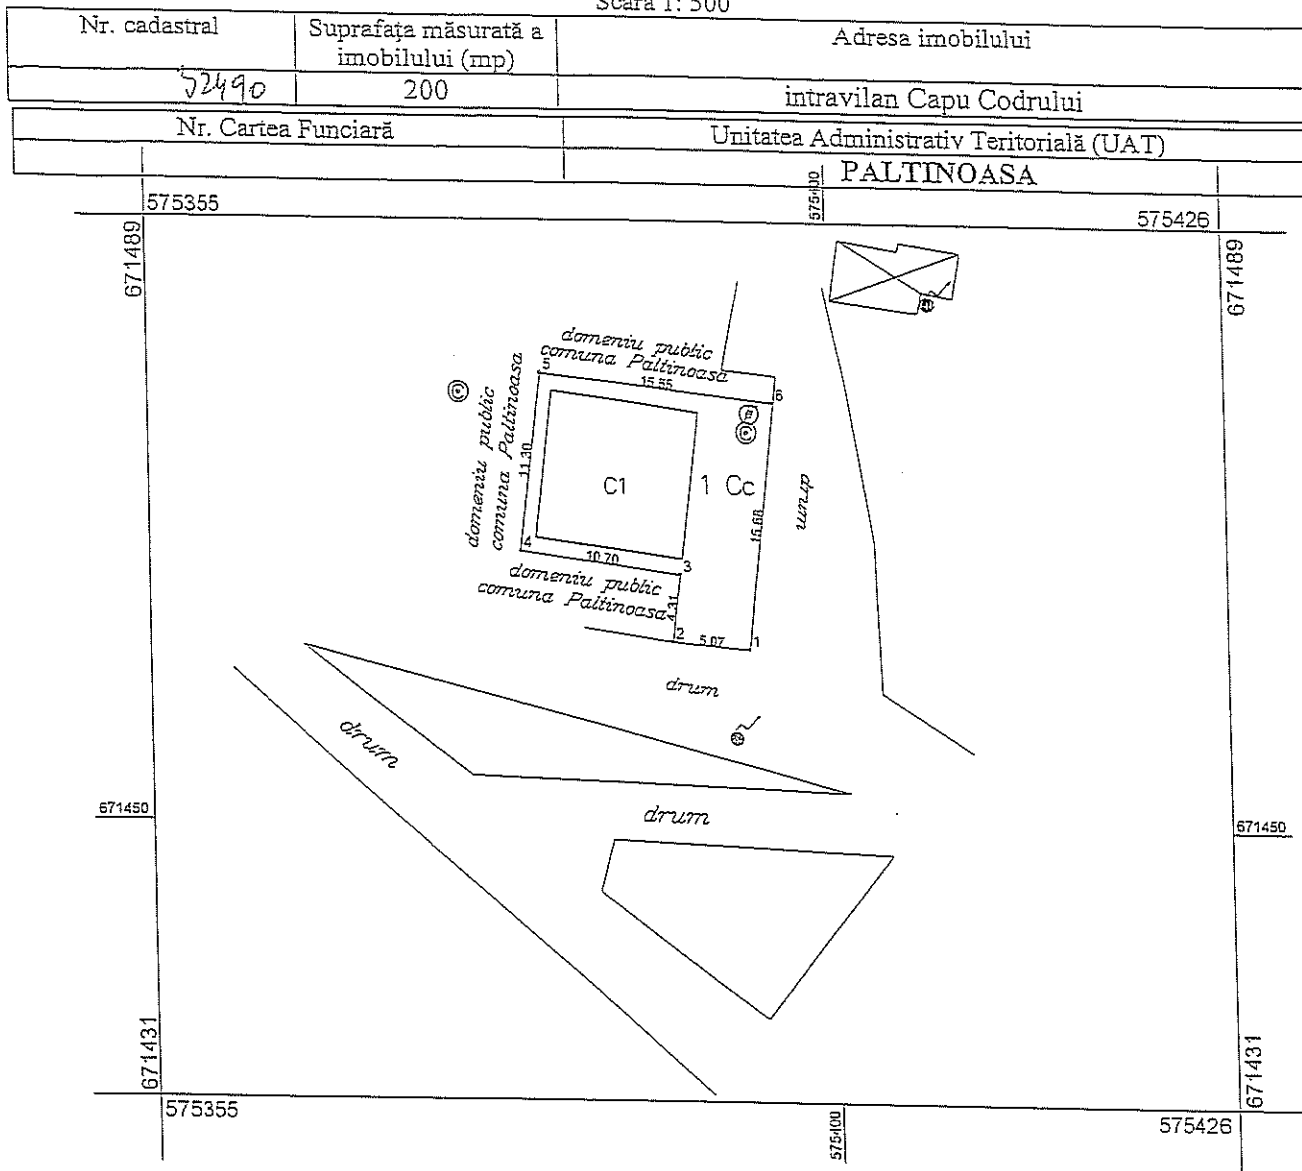 Scara 1: 500
Nr. cadastral
Suprafața măsurată a
imobilului (mp)
Adresa imobilului
52490
200
intravilan Capu Codrului
Nr. Cartea Funciară
Unitatea Administrativ Teritorială (UAT)
PALTINOASA
575355
575400
575426
671489
671489
domeniu public
comuna Paltinoasa
5
15.55
6
domeniu public
comuna Paltinoasa
11.30
C1
1 Cc
drum
15.68
4
10.70
3
domeniu public
comuna Paltinoasa
4.31
2
5.07
1
drum
drum
drum
671450
671450
671431
671431
575355
575400
575426